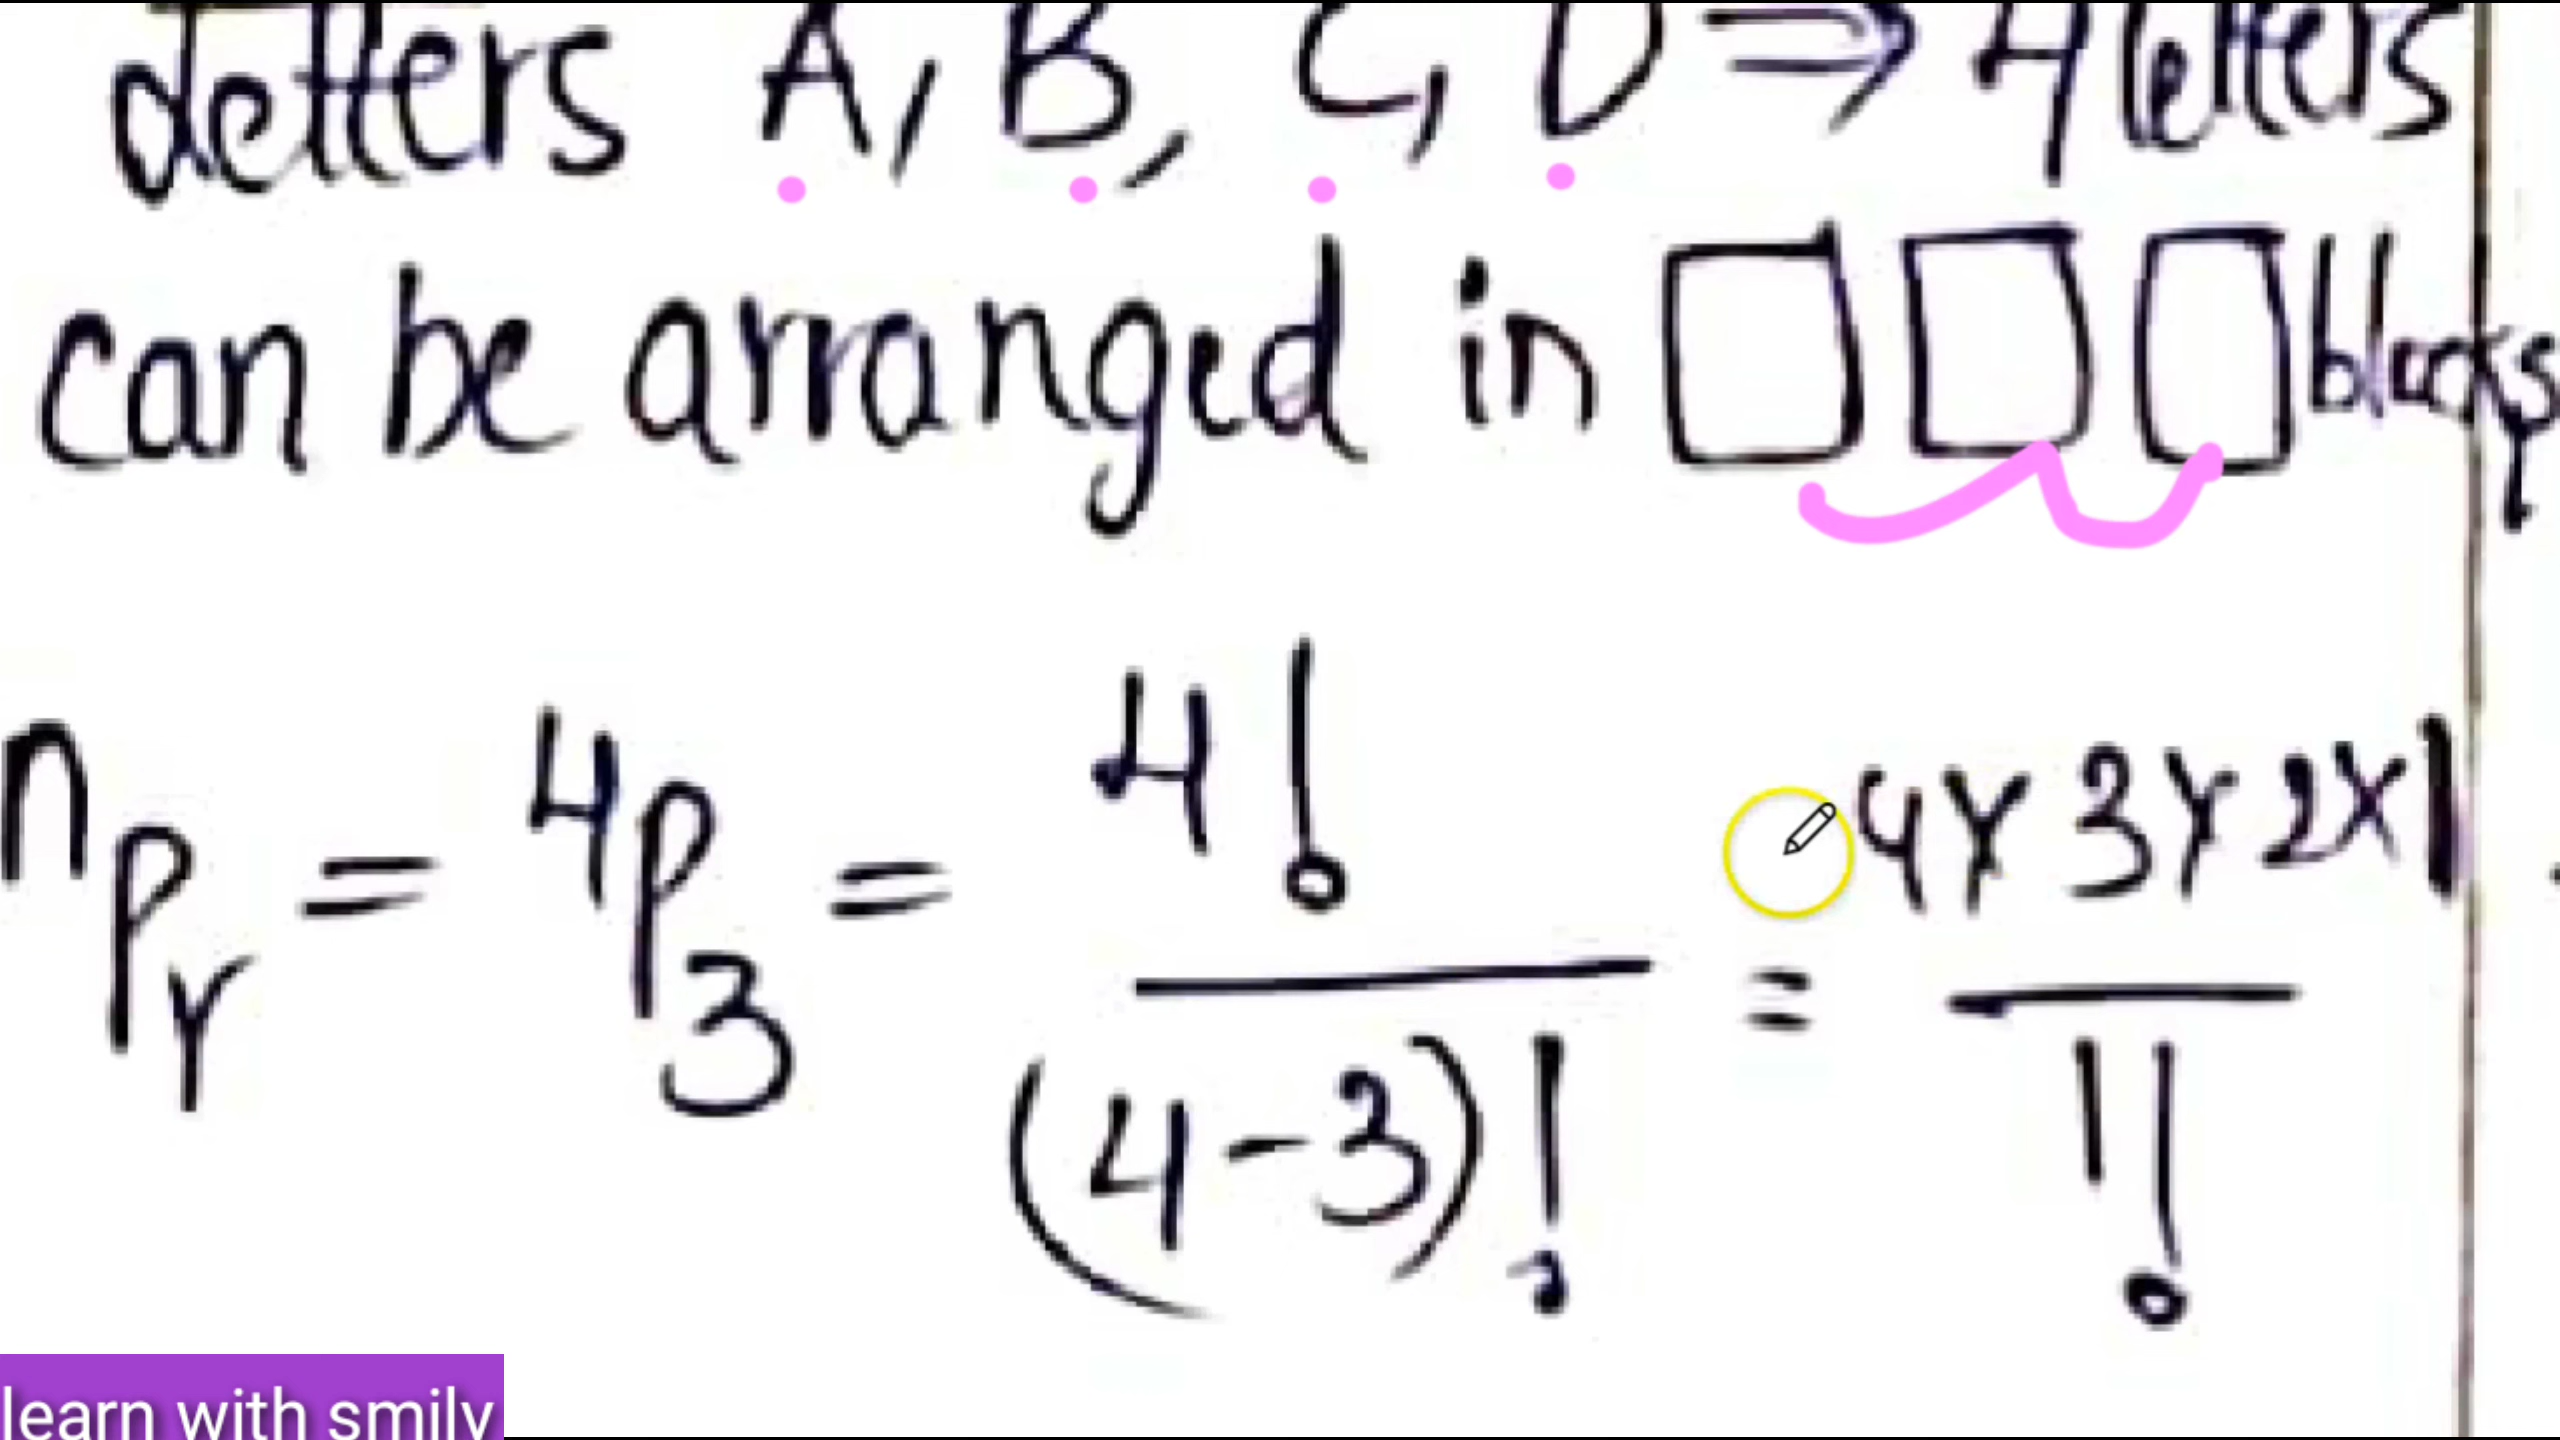 Letters A, B, C, D ⇒ 4 letters
can be arranged in □ □ □ blocks
ⁿPᵣ = ⁴P₃ = 4! / (4-3)! = 4×3×2×1 / 1!
learn with smily